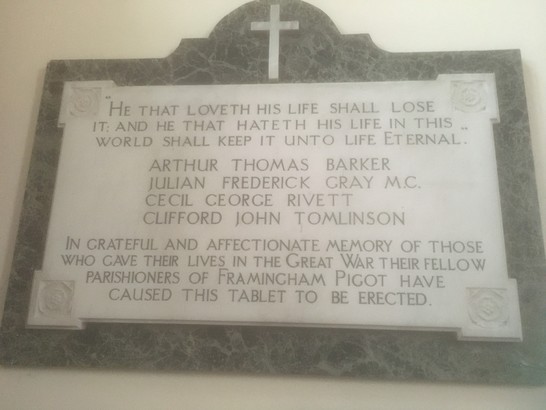 "HE THAT LOVETH HIS LIFE SHALL LOSE
IT: AND HE THAT HATETH HIS LIFE IN THIS
WORLD SHALL KEEP IT UNTO LIFE ETERNAL."
ARTHUR THOMAS BARKER
JULIAN FREDERICK GRAY M.C.
CECIL GEORGE RIVETT
CLIFFORD JOHN TOMLINSON
IN GRATEFUL AND AFFECTIONATE MEMORY OF THOSE
WHO GAVE THEIR LIVES IN THE GREAT WAR THEIR FELLOW
PARISHIONERS OF FRAMINGHAM PIGOT HAVE
CAUSED THIS TABLET TO BE ERECTED.